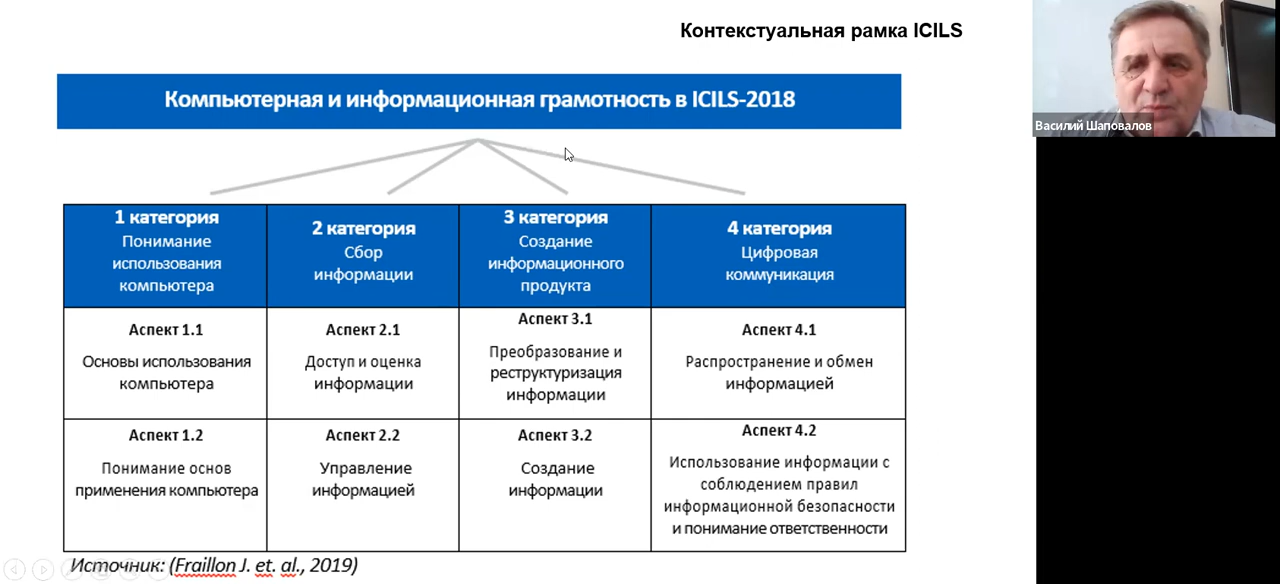 Контекстуальная рамка ICILS
Василий Шаповалов
Компьютерная и информационная грамотность в ICILS-2018
1 категория
Понимание
использования
компьютера
2 категория
Сбор
информации
3 категория
Создание
информационного
продукта
4 категория
Цифровая
коммуникация
Аспект 1.1
Основы использования
компьютера
Аспект 2.1
Доступ и оценка
информации
Аспект 3.1
Преобразование и
реструктуризация
информации
Аспект 4.1
Распространение и обмен
информацией
Аспект 1.2
Понимание основ
применения компьютера
Аспект 2.2
Управление
информацией
Аспект 3.2
Создание
информации
Аспект 4.2
Использование информации с
соблюдением правил
информационной безопасности
и понимание ответственности
Источник: (Fraillon J. et. al., 2019)